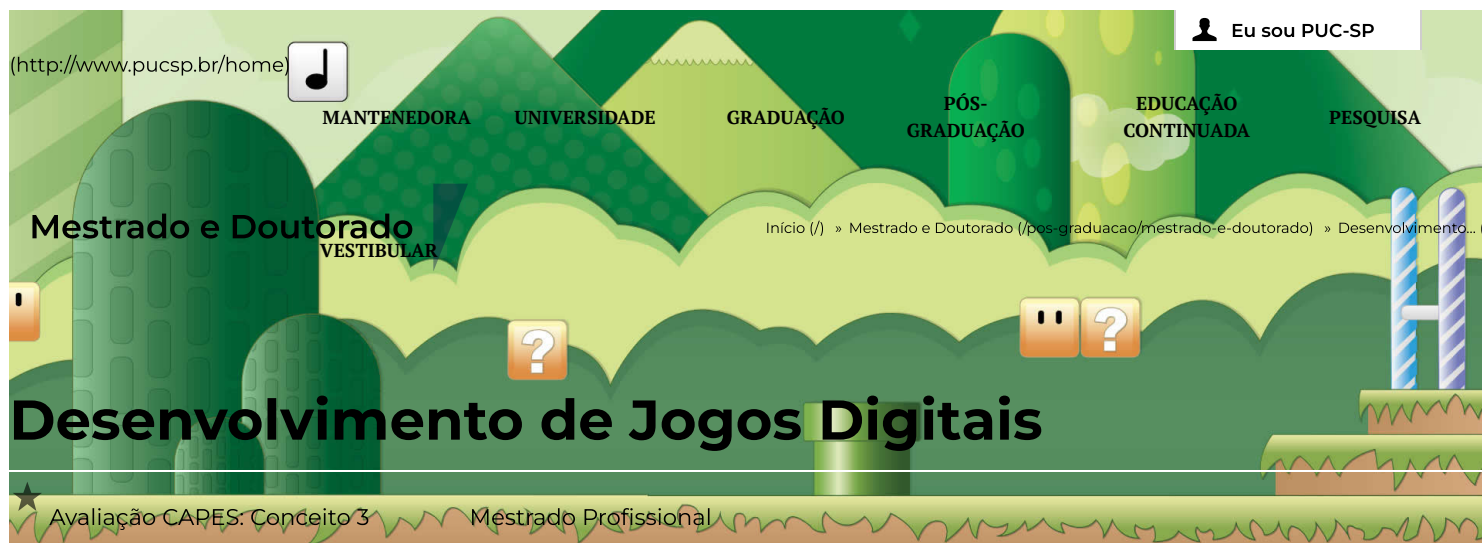 Eu sou PUC-SP
(http://www.pucsp.br/home)
MANTENEDORA UNIVERSIDADE GRADUAÇÃO PÓS-GRADUAÇÃO EDUCAÇÃO CONTINUADA PESQUISA
VESTIBULAR
Mestrado e Doutorado
Início (/) » Mestrado e Doutorado (/pos-graduacao/mestrado-e-doutorado) » Desenvolvimento... (
? ?
Desenvolvimento de Jogos Digitais
Avaliação CAPES: Conceito 3 Mestrado Profissional